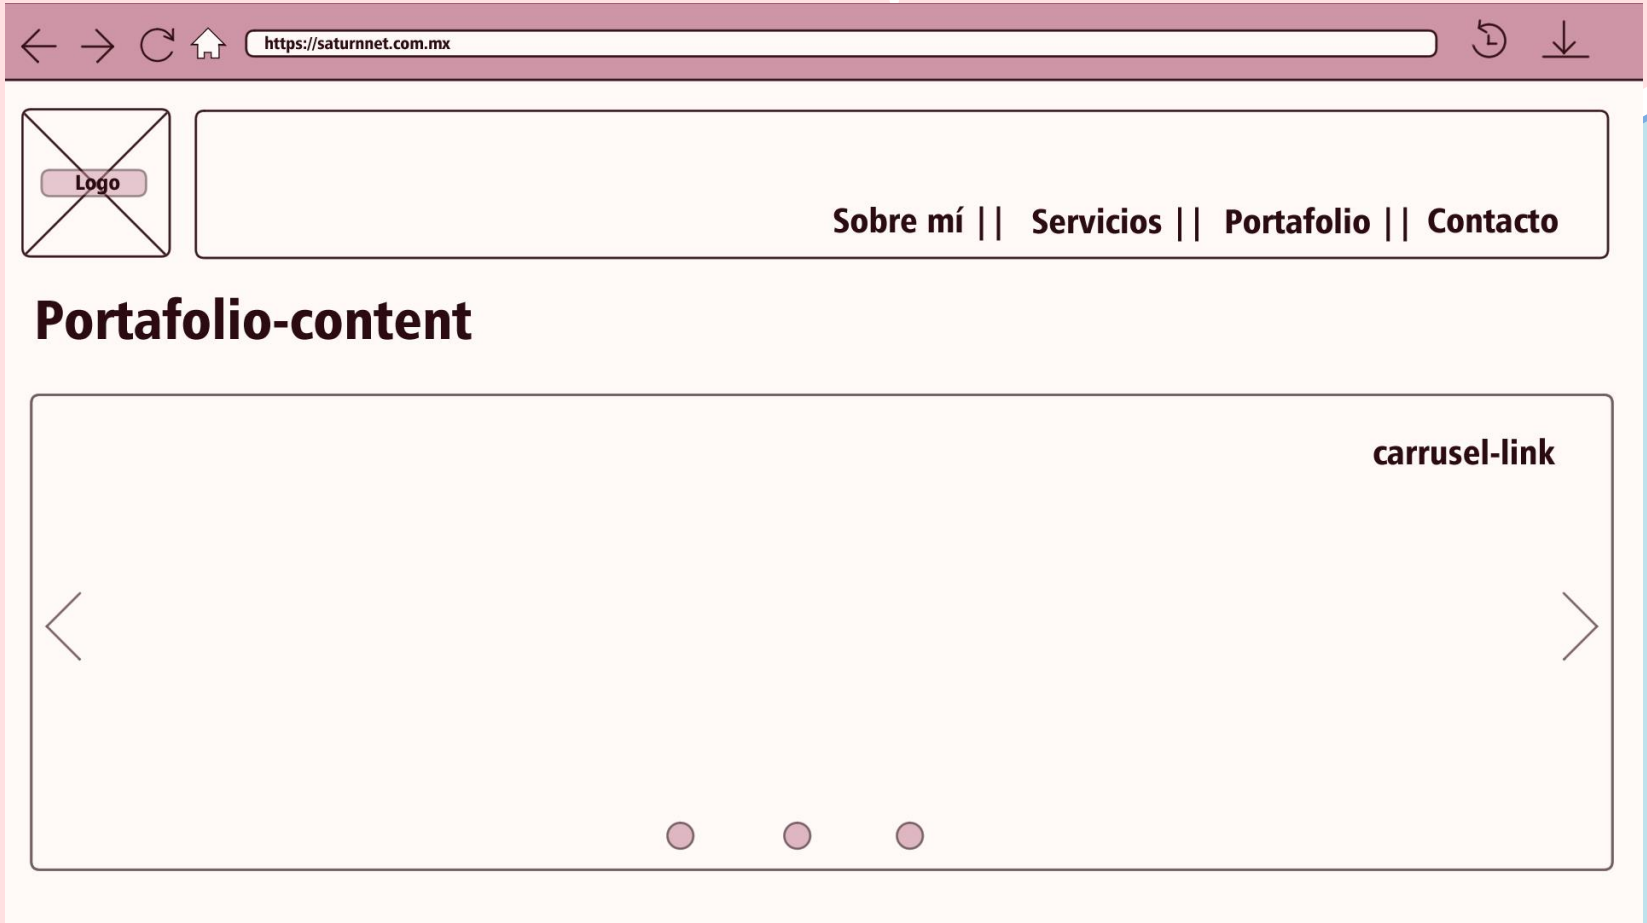 https://saturnnet.com.mx
Logo
Sobre mí || Servicios || Portafolio || Contacto
Portafolio-content
carrusel-link